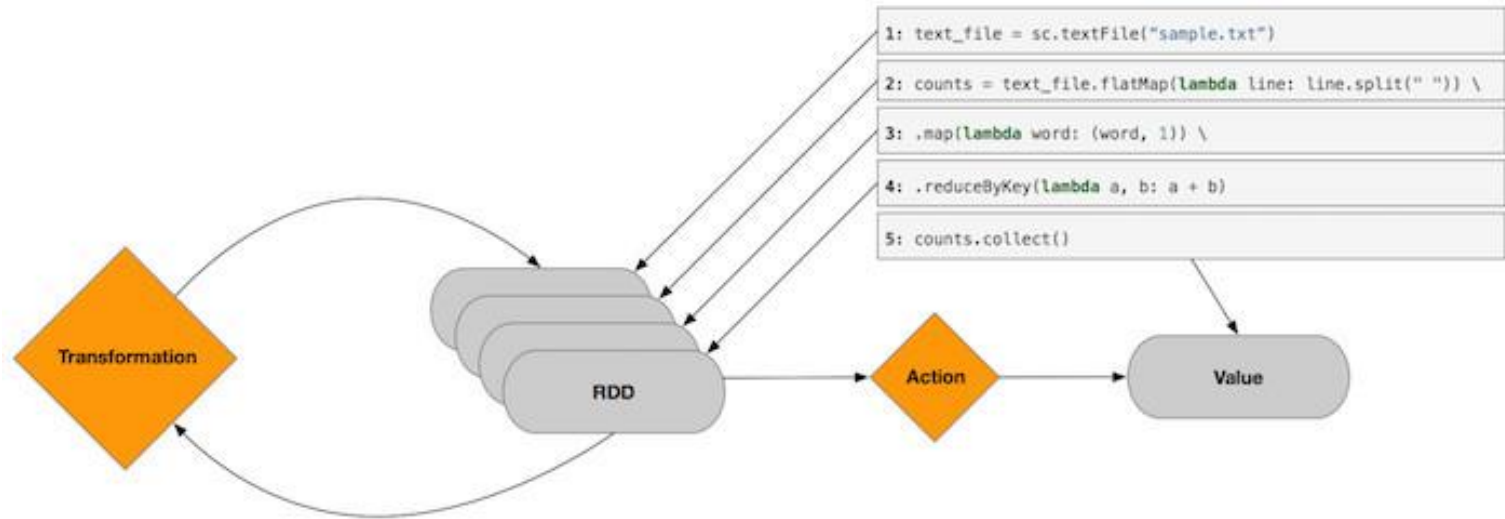 1: text_file = sc.textFile("sample.txt")
2: counts = text_file.flatMap(lambda line: line.split(" ")) \
3: .map(lambda word: (word, 1)) \
4: .reduceByKey(lambda a, b: a + b)
5: counts.collect()
Transformation
RDD
Action
Value